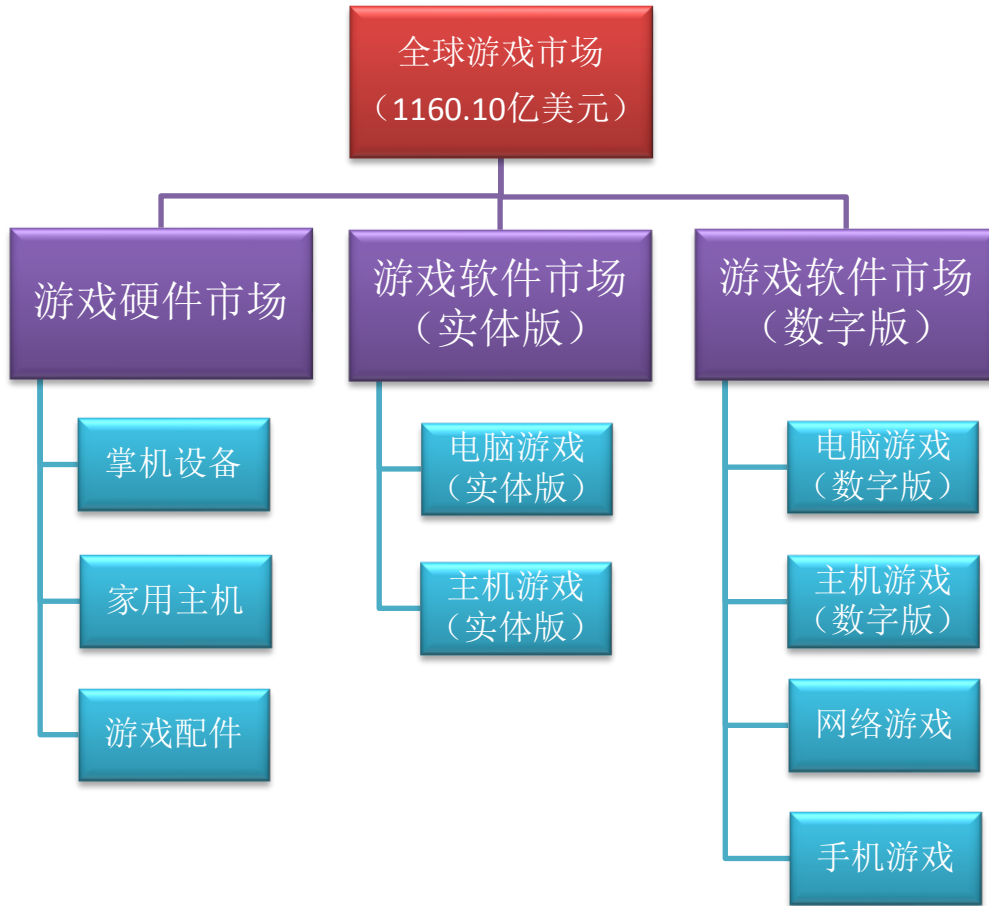 全球游戏市场
（1160.10亿美元）
游戏硬件市场
游戏软件市场
（实体版）
游戏软件市场
（数字版）
掌机设备
家用主机
游戏配件
电脑游戏
（实体版）
主机游戏
（实体版）
电脑游戏
（数字版）
主机游戏
（数字版）
网络游戏
手机游戏